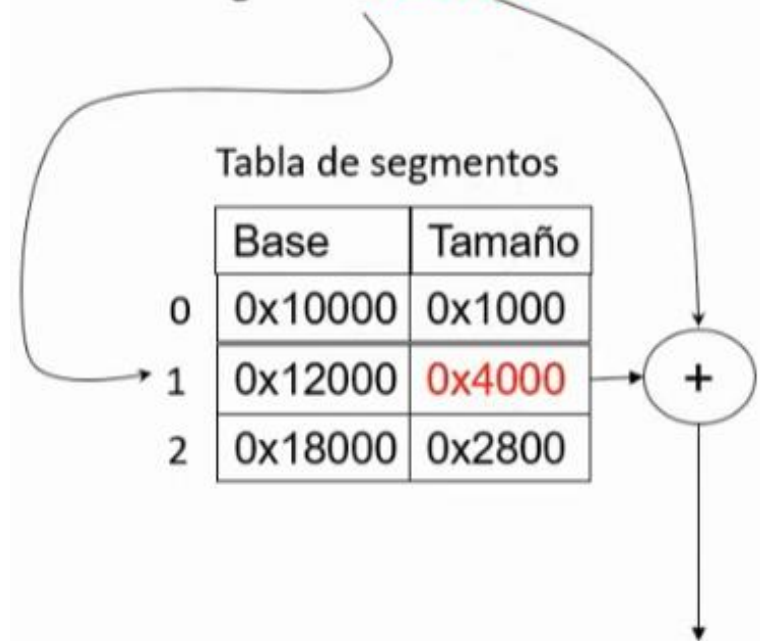 Tabla de segmentos
Base Tamaño
0 0x10000 0x1000
1 0x12000 0x4000 +
2 0x18000 0x2800